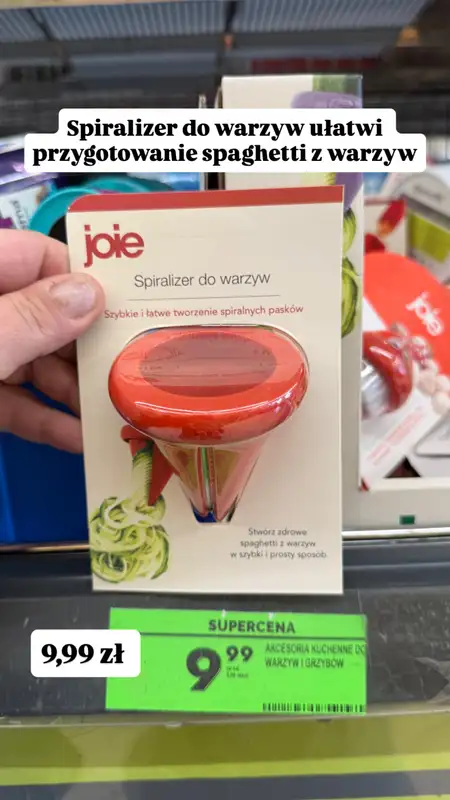 Spiralizer do warzyw ułatwi
przygotowanie spaghetti z warzyw
joie
Spiralizer do warzyw
Szybkie i łatwe tworzenie spiralnych pasków
joie
Stwórz zdrowe
spaghetti z warzyw
w szybki i prosty sposób
SUPERCENA
9,99 zł
9 99
AKCESORIA KUCHENNE DO
WARZYW I GRZYBÓW